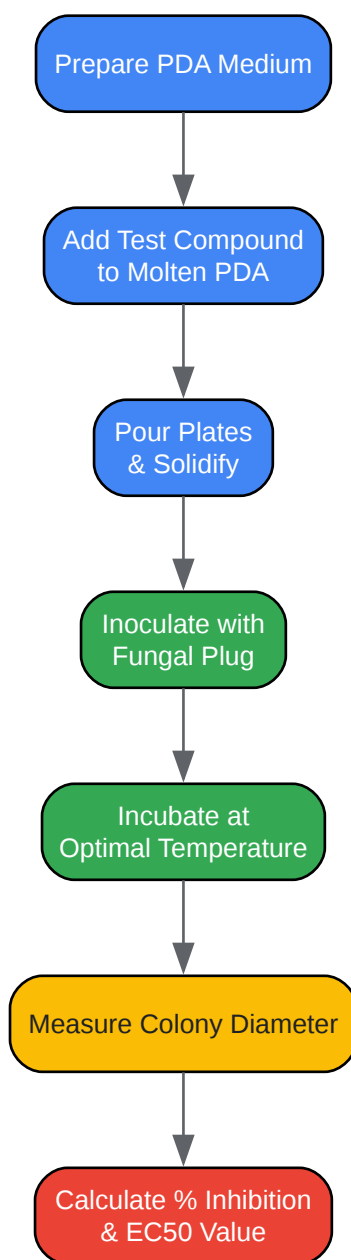 Prepare PDA Medium
Add Test Compound
to Molten PDA
Pour Plates
& Solidify
Inoculate with
Fungal Plug
Incubate at
Optimal Temperature
Measure Colony Diameter
Calculate % Inhibition
& EC50 Value